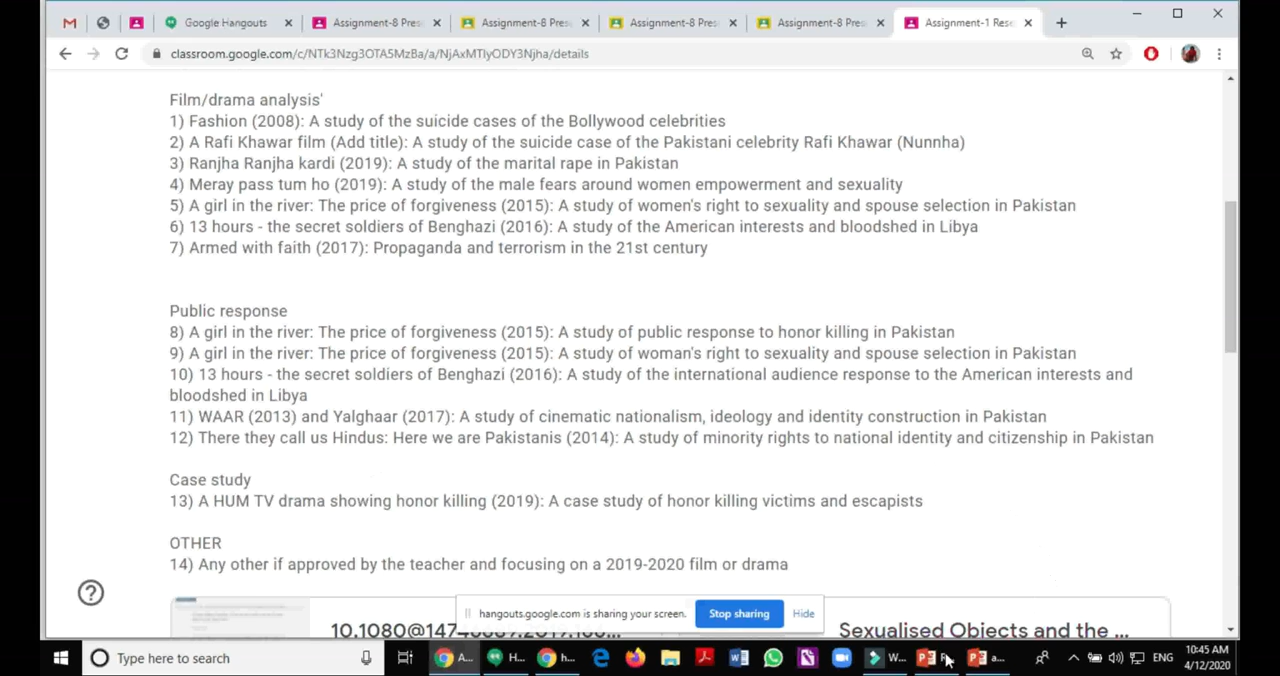 Google Hangouts
Assignment-8 Pres
Assignment-8 Pres
Assignment-8 Pres
Assignment-8 Pres
Assignment-1 Rese
classroom.google.com/c/NTk3Nzg3OTA5MzBa/a/NjAxMTIyODY3Njha/details
Film/drama analysis'
1) Fashion (2008): A study of the suicide cases of the Bollywood celebrities
2) A Rafi Khawar film (Add title): A study of the suicide case of the Pakistani celebrity Rafi Khawar (Nunnha)
3) Ranjha Ranjha kardi (2019): A study of the marital rape in Pakistan
4) Meray pass tum ho (2019): A study of the male fears around women empowerment and sexuality
5) A girl in the river: The price of forgiveness (2015): A study of women's right to sexuality and spouse selection in Pakistan
6) 13 hours - the secret soldiers of Benghazi (2016): A study of the American interests and bloodshed in Libya
7) Armed with faith (2017): Propaganda and terrorism in the 21st century
Public response
8) A girl in the river: The price of forgiveness (2015): A study of public response to honor killing in Pakistan
9) A girl in the river: The price of forgiveness (2015): A study of woman's right to sexuality and spouse selection in Pakistan
10) 13 hours - the secret soldiers of Benghazi (2016): A study of the international audience response to the American interests and
bloodshed in Libya
11) WAAR (2013) and Yalghaar (2017): A study of cinematic nationalism, ideology and identity construction in Pakistan
12) There they call us Hindus: Here we are Pakistanis (2014): A study of minority rights to national identity and citizenship in Pakistan
Case study
13) A HUM TV drama showing honor killing (2019): A case study of honor killing victims and escapists
OTHER
14) Any other if approved by the teacher and focusing on a 2019-2020 film or drama
hangouts.google.com is sharing your screen.
Stop sharing
Hide
Sexualised Objects and the ...
Type here to search
A...
H...
h...
W...
a...
ENG
10:45 AM
4/12/2020